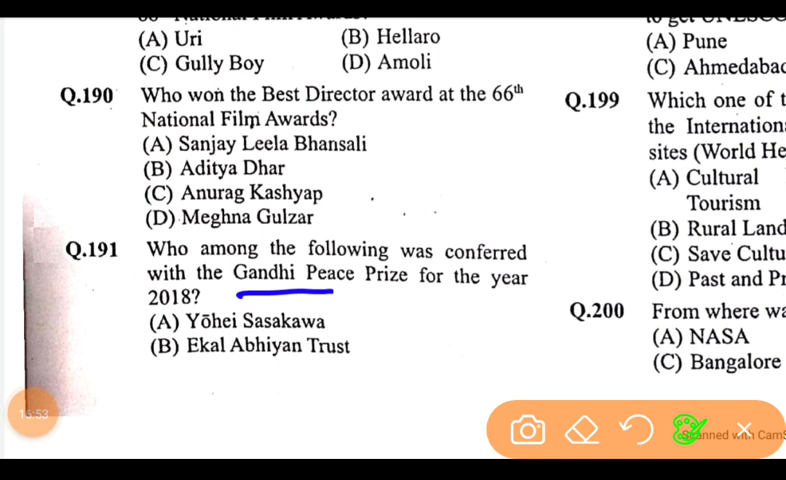 (A) Uri (B) Hellaro
(C) Gully Boy (D) Amoli
Q.190 Who won the Best Director award at the 66th
National Film Awards?
(A) Sanjay Leela Bhansali
(B) Aditya Dhar
(C) Anurag Kashyap
(D) Meghna Gulzar
Q.191 Who among the following was conferred
with the Gandhi Peace Prize for the year
2018?
(A) Yōhei Sasakawa
(B) Ekal Abhiyan Trust
(A) Pune
(C) Ahmedabad
Q.199 Which one of t
the Internation
sites (World He
(A) Cultural
Tourism
(B) Rural Land
(C) Save Cultu
(D) Past and Pr
Q.200 From where wa
(A) NASA
(C) Bangalore
15:53
Scanned with CamS